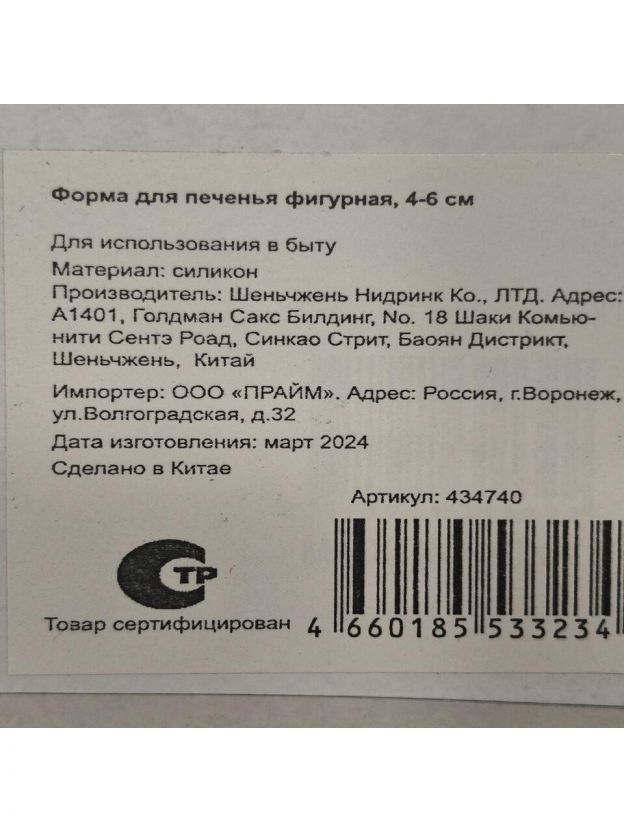 Форма для печенья фигурная, 4-6 см
Для использования в быту
Материал: силикон
Производитель: Шеньчжень Нидринк Ко., ЛТД. Адрес:
А1401, Голдман Сакс Билдинг, No. 18 Шаки Комью-
нити Сентэ Роад, Синкао Стрит, Баоян Дистрикт,
Шеньчжень, Китай
Импортер: ООО «ПРАЙМ». Адрес: Россия, г.Воронеж,
ул.Волгоградская, д.32
Дата изготовления: март 2024
Сделано в Китае
Артикул: 434740
СТР
Товар сертифицирован
4 660185 533234